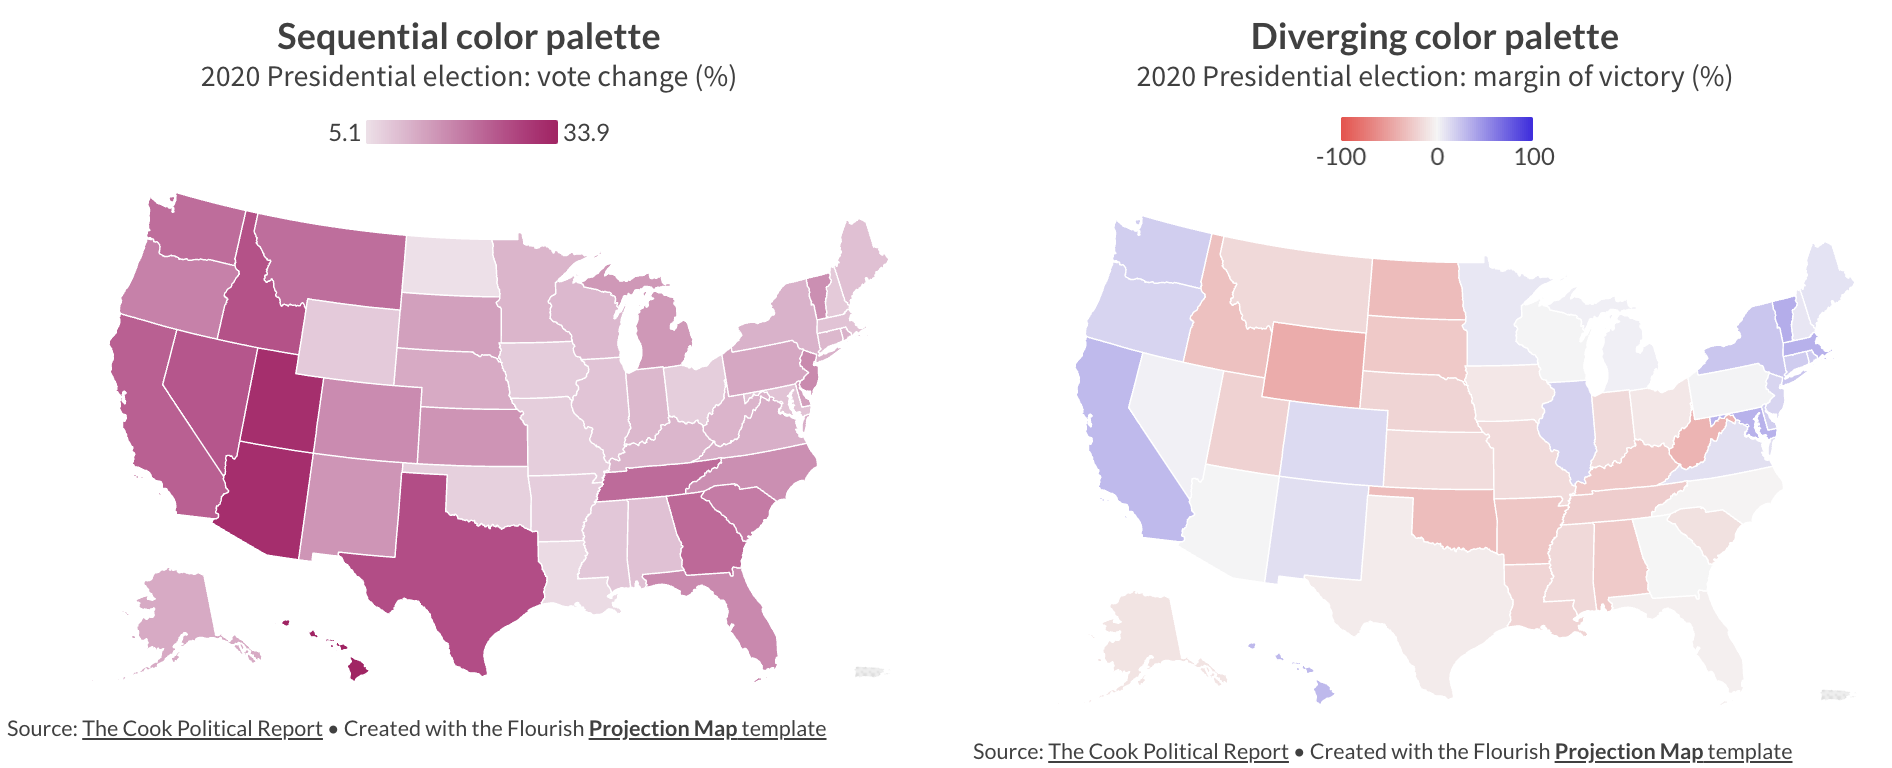 Sequential color palette
2020 Presidential election: vote change (%)
5.1 33.9
Source: The Cook Political Report • Created with the Flourish Projection Map template
Diverging color palette
2020 Presidential election: margin of victory (%)
-100 0 100
Source: The Cook Political Report • Created with the Flourish Projection Map template